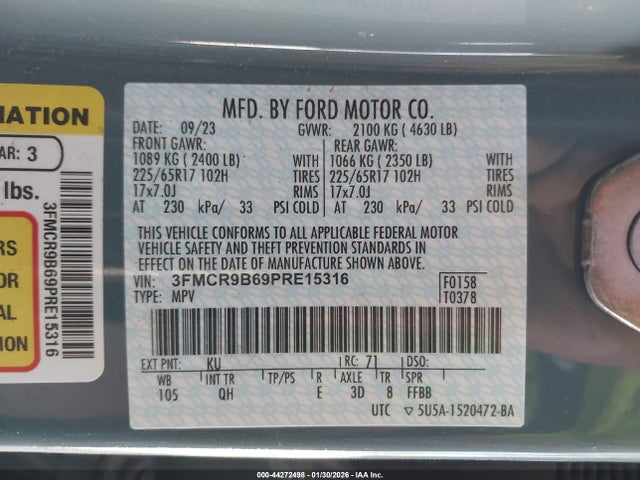 MFD. BY FORD MOTOR CO.
DATE: 09/23 GVWR: 2100 KG ( 4630 LB)
FRONT GAWR: REAR GAWR:
1089 KG ( 2400 LB) WITH 1066 KG ( 2350 LB) WITH
225/65R17 102H TIRES 225/65R17 102H TIRES
17x7.0J RIMS 17x7.0J RIMS
AT 230 kPa/ 33 PSI COLD AT 230 kPa/ 33 PSI COLD
THIS VEHICLE CONFORMS TO ALL APPLICABLE FEDERAL MOTOR
VEHICLE SAFETY AND THEFT PREVENTION STANDARDS IN
EFFECT ON THE DATE OF MANUFACTURE SHOWN ABOVE.
VIN: 3FMCR9B69PRE15316 F0158
TYPE: MPV T0378
EXT PNT: KU RC: 71 DSO:
WB INT TR TP/PS R AXLE TR SPR
105 QH E 3D 8 FFBB
UTC ▽ 5U5A-1520472-BA
MATION
AR: 3
lbs.
3FMCR9B69PRE15316
RS
OR
AL
TION
000-44272498 - 01/30/2026 - COPYRIGHT IAA, LLC